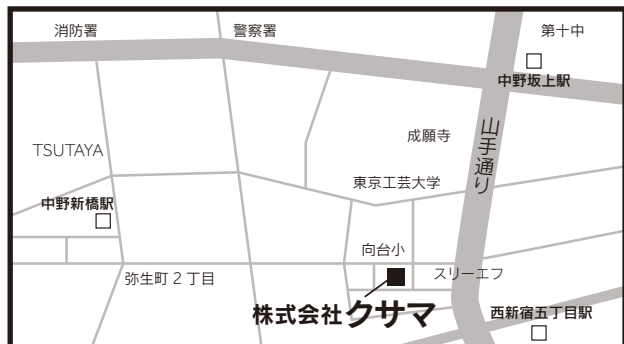 消防署
警察署
第十中
中野坂上駅
山手通り
成願寺
TSUTAYA
東京工芸大学
中野新橋駅
向台小
スリーエフ
弥生町2丁目
株式会社クサマ
西新宿五丁目駅